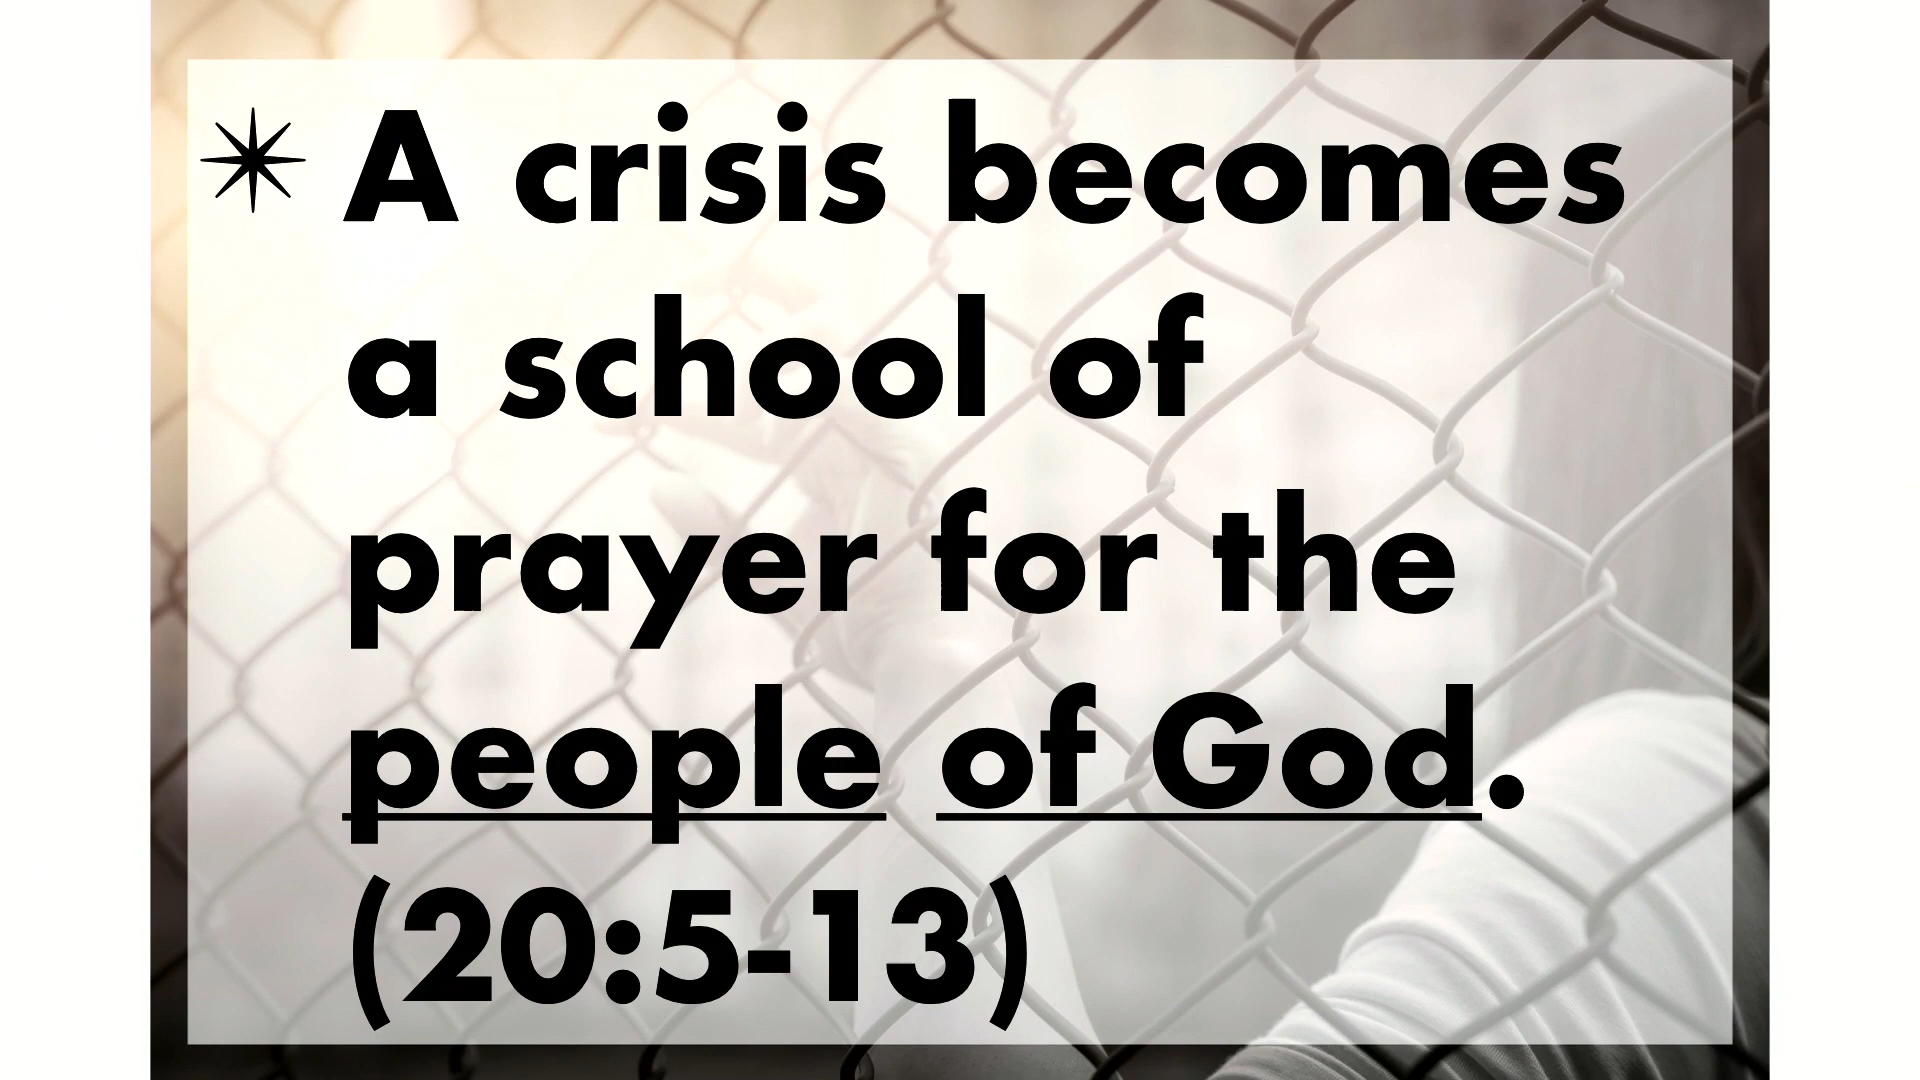 ✴ A crisis becomes
a school of
prayer for the
people of God.
(20:5-13)